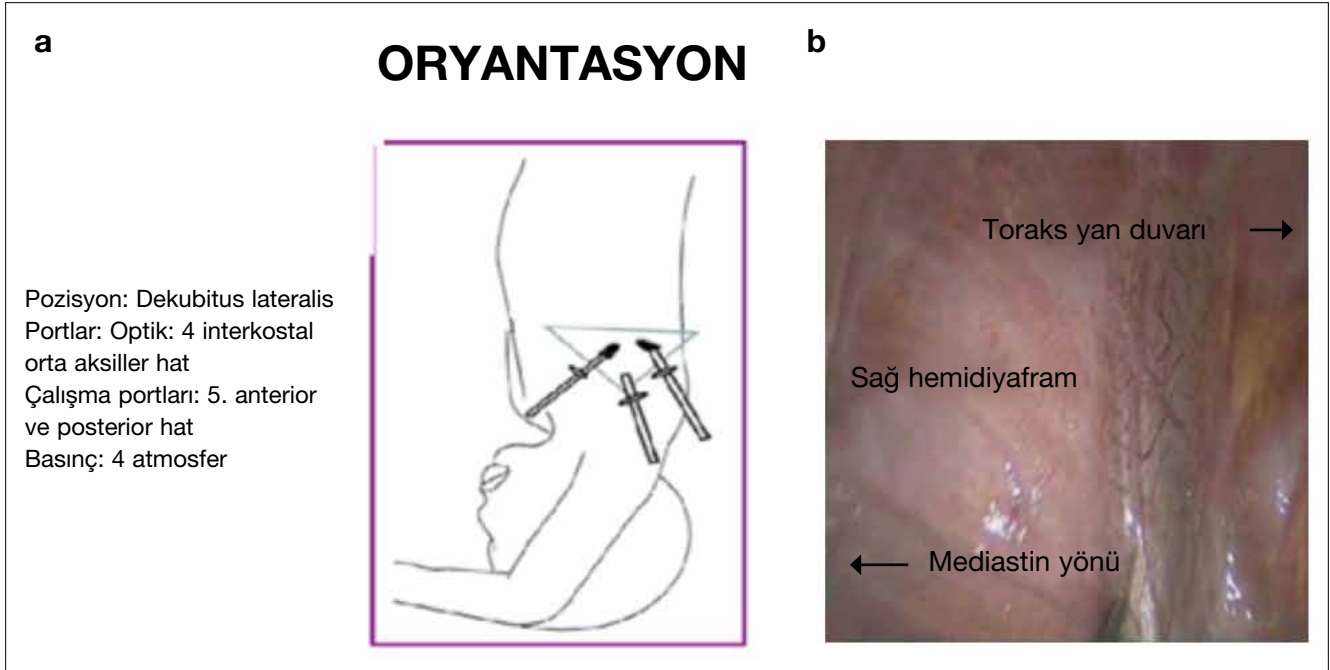 a
ORYANTASYON
Pozisyon: Dekubitus lateralis
Portlar: Optik: 4 interkostal
orta aksiller hat
Çalışma portları: 5. anterior
ve posterior hat
Basınç: 4 atmosfer
b
Toraks yan duvarı
Sağ hemidiyafram
Mediastin yönü